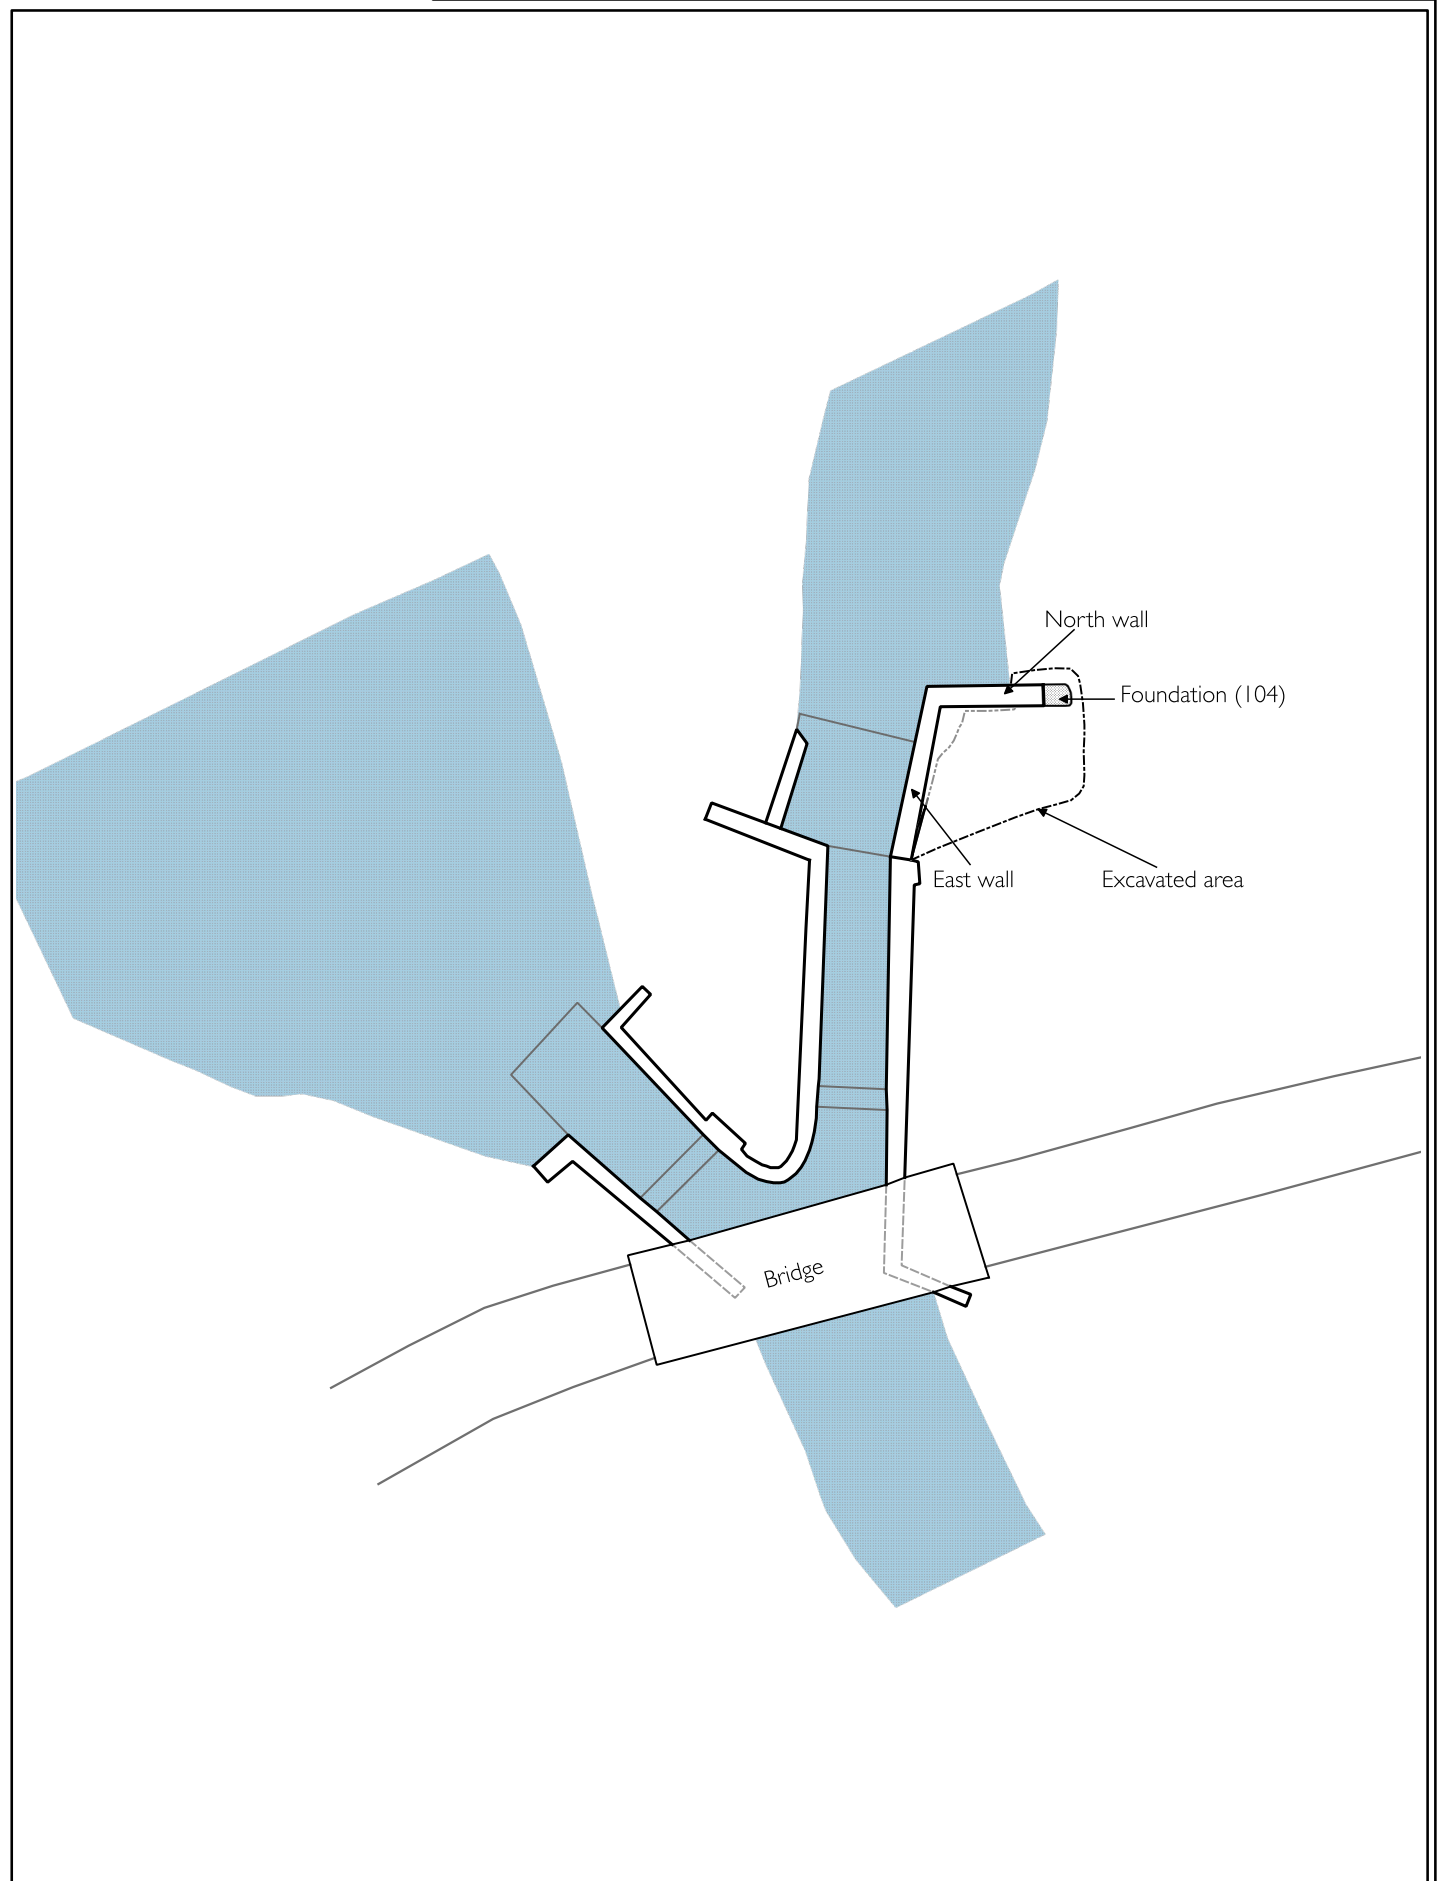 North wall
Foundation (104)
East wall
Excavated area
Bridge